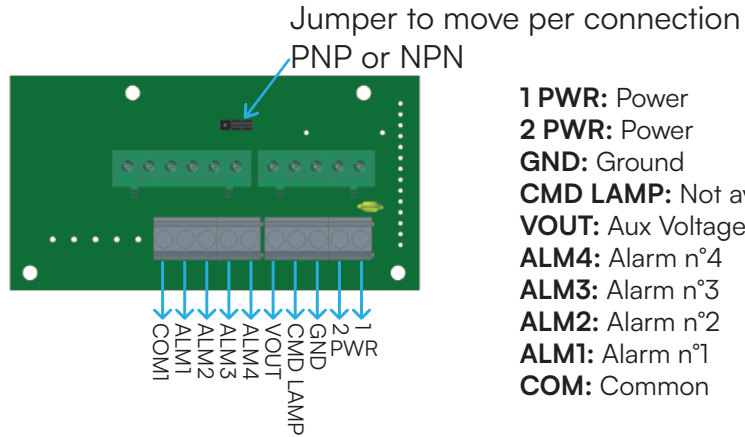 Jumper to move per connection
PNP or NPN
1 PWR: Power
2 PWR: Power
GND: Ground
CMD LAMP: Not av
VOUT: Aux Voltage
ALM4: Alarm n°4
ALM3: Alarm n°3
ALM2: Alarm n°2
ALM1: Alarm n°1
COM: Common
COM1
ALM1
ALM2
ALM3
ALM4
VOUT
CMD LAMP
GND
2
1
PWR